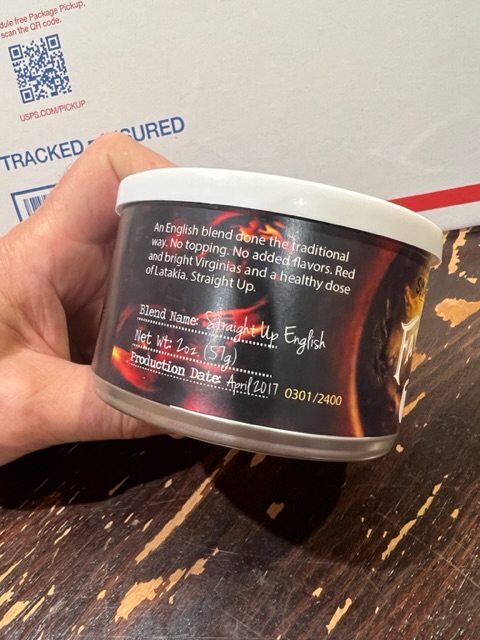 dule free Package Pickup,
scan the QR code.
USPS.COM/PICKUP
TRACKED
SURED
An English blend done the traditional
way. No topping. No added flavors. Red
and bright Virginias and a healthy dose
of Latakia. Straight Up.
Blend Name: Straight Up English
Net Wt: 2oz. (57g)
Production Date: April 2017 0301/2400